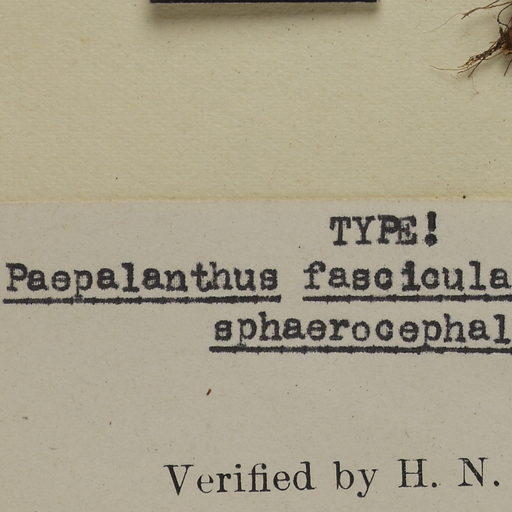 TYPE!
Paepalanthus fascicula
sphaerocephal
Verified by H. N.